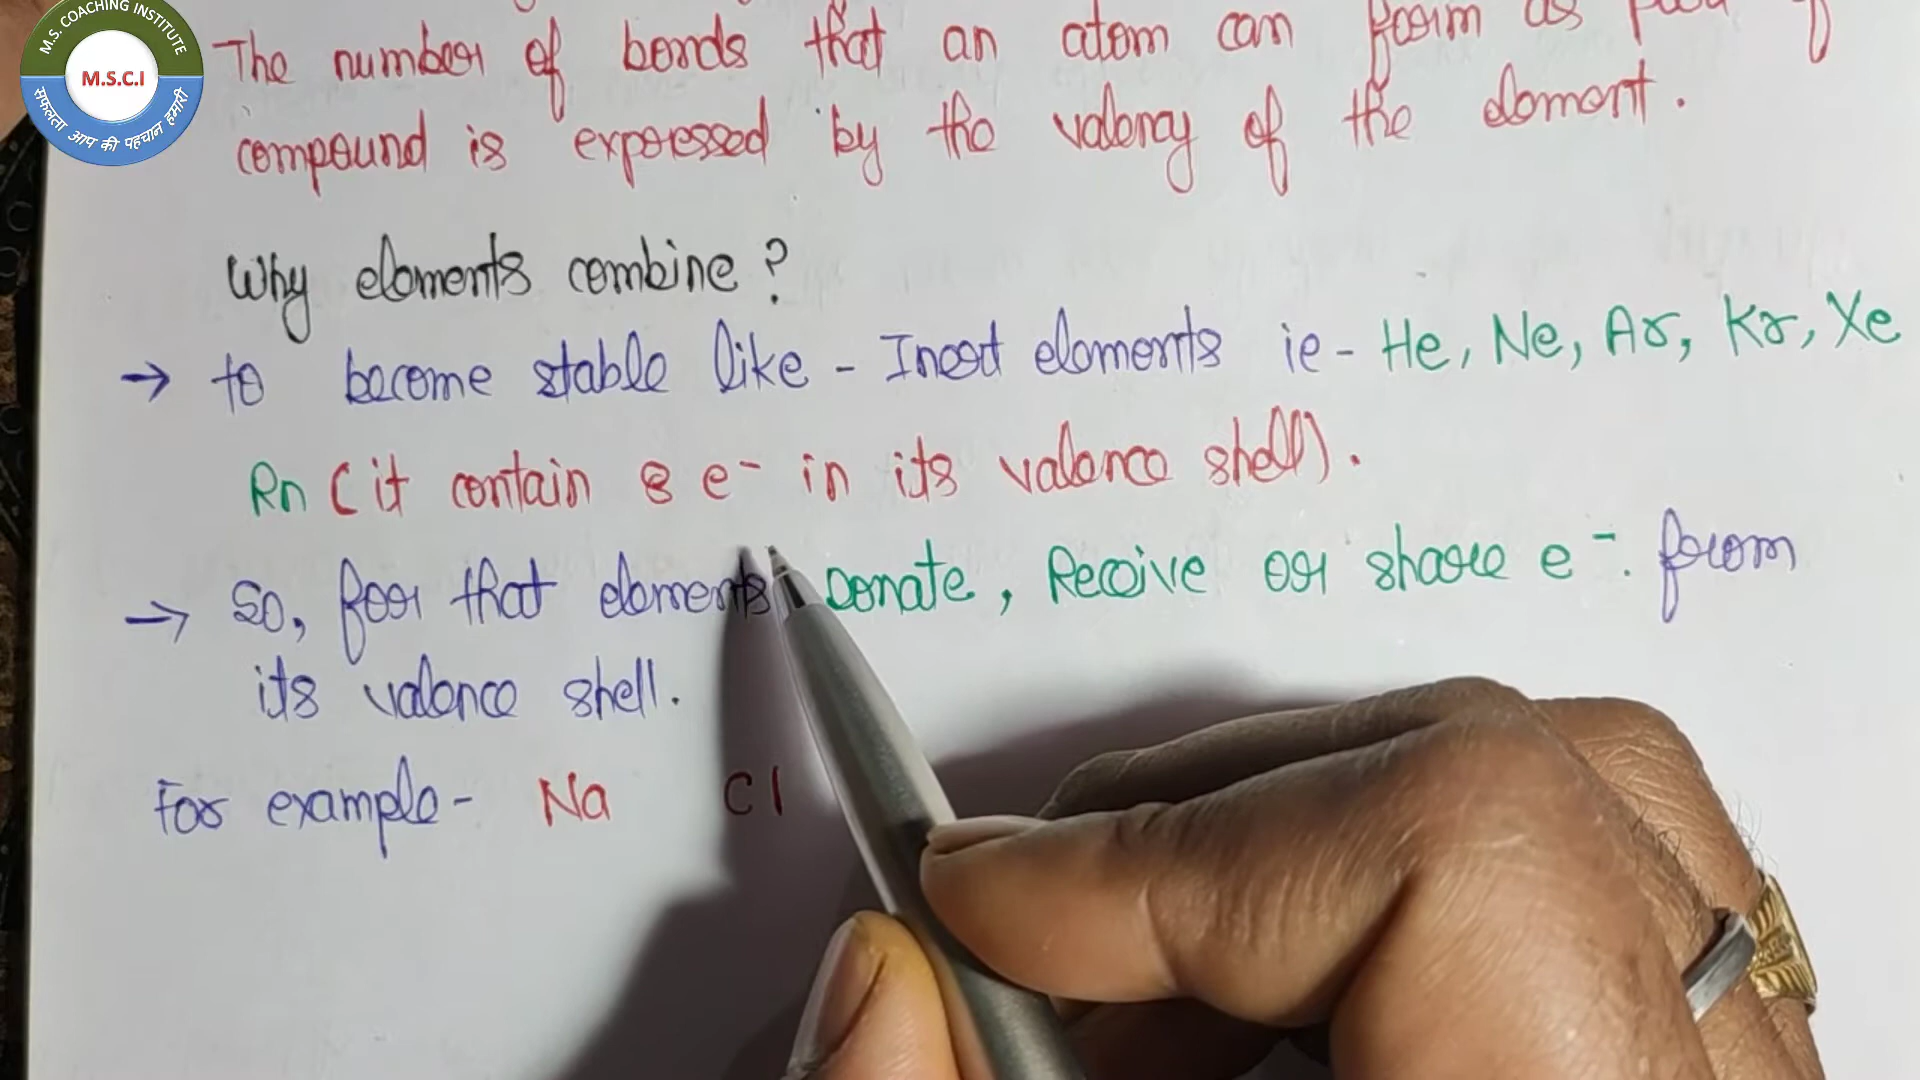 M.S. COACHING INSTITUTE
M.S.C.I
सफलता आप की पहचान हमारी
The number of bonds that an atom can form as part of
compound is expressed by the valency of the element.
Why elements combine ?
→ to become stable like - Inert elements ie - He, Ne, Ar, Kr, Xe
Rn ( it contain 8 e⁻ in its valence shell).
→ So, for that elements Donate, Receive or share e⁻. from
its valence shell.
For example - Na Cl